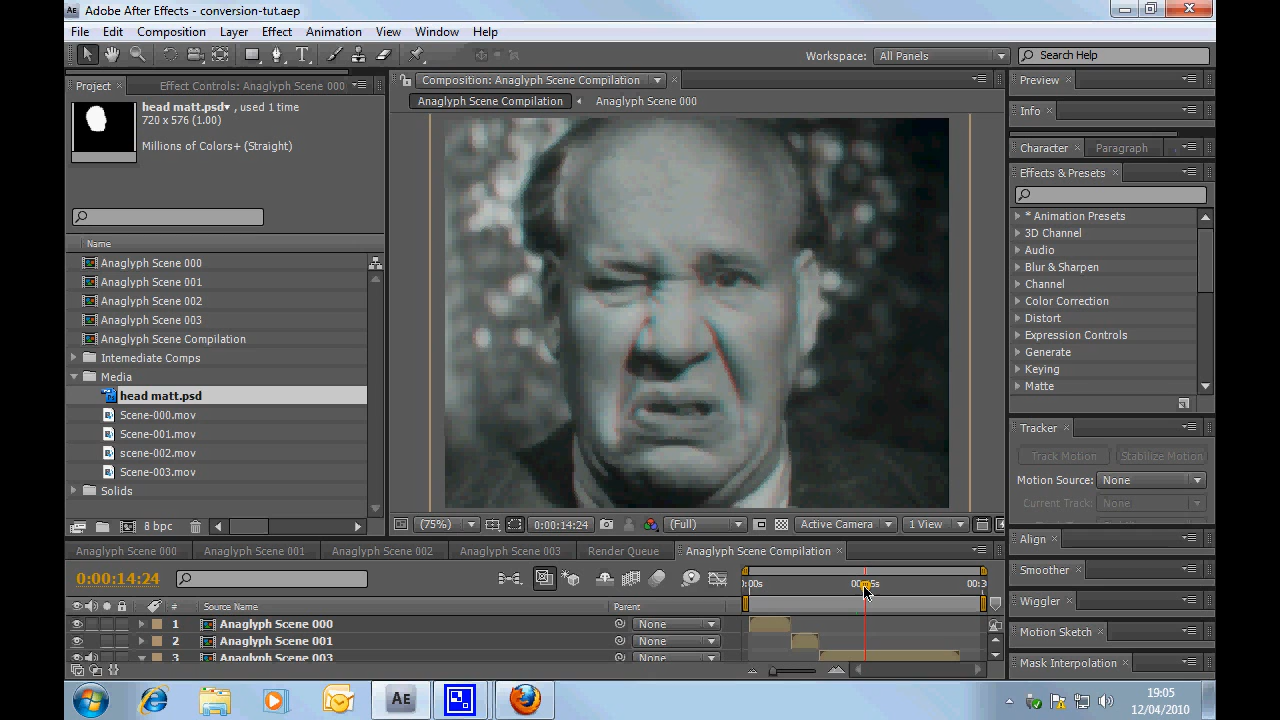 Adobe After Effects - conversion-tut.aep
File Edit Composition Layer Effect Animation View Window Help
Workspace: All Panels Search Help
Project Effect Controls: Anaglyph Scene 000
head matt.psd , used 1 time
720 x 576 (1.00)
Millions of Colors+ (Straight)
Name
Anaglyph Scene 000
Anaglyph Scene 001
Anaglyph Scene 002
Anaglyph Scene 003
Anaglyph Scene Compilation
Intemediate Comps
Media
head matt.psd
Scene-000.mov
Scene-001.mov
scene-002.mov
Scene-003.mov
Solids
8 bpc
Composition: Anaglyph Scene Compilation
Anaglyph Scene Compilation Anaglyph Scene 000
(75%) 0:00:14:24 (Full) Active Camera 1 View
Preview
Info
Character Paragraph
Effects & Presets
* Animation Presets
3D Channel
Audio
Blur & Sharpen
Channel
Color Correction
Distort
Expression Controls
Generate
Keying
Matte
Tracker
Track Motion Stabilize Motion
Motion Source: None
Current Track: None
Align
Smoother
Wiggler
Motion Sketch
Mask Interpolation
Anaglyph Scene 000 Anaglyph Scene 001 Anaglyph Scene 002 Anaglyph Scene 003 Render Queue Anaglyph Scene Compilation
0:00:14:24
# Source Name Parent
1 Anaglyph Scene 000 None
2 Anaglyph Scene 001 None
3 Anaglyph Scene 003 None
AE
19:05
12/04/2010